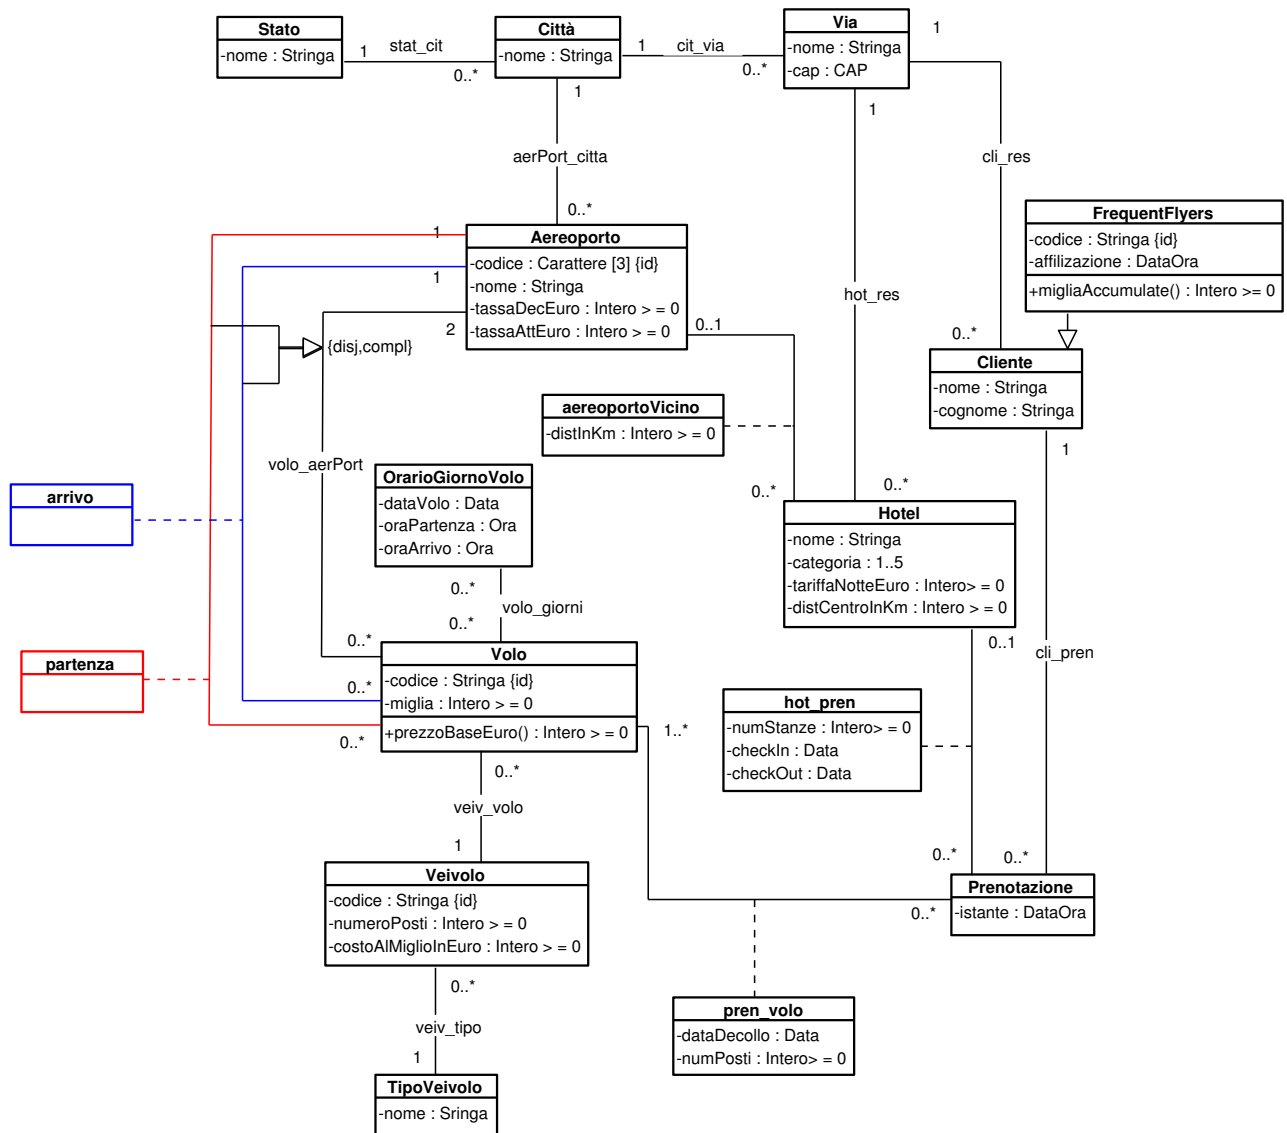 Stato
-nome : Stringa
1
stat_cit
0..*
Città
-nome : Stringa
1
cit_via
0..*
Via
-nome : Stringa
-cap : CAP
1
1
1
aerPort_citta
0..*
cli_res
0..*
hot_res
0..*
FrequentFlyers
-codice : Stringa {id}
-affilizazione : DataOra
+migliaAccumulate() : Intero >= 0
Aereoporto
-codice : Carattere [3] {id}
-nome : Stringa
-tassaDecEuro : Intero > = 0
-tassaAttEuro : Intero > = 0
1
1
2
0..1
{disj,compl}
Cliente
-nome : Stringa
-cognome : Stringa
1
aereoportoVicino
-distInKm : Intero > = 0
0..*
volo_aerPort
arrivo
OrarioGiornoVolo
-dataVolo : Data
-oraPartenza : Ora
-oraArrivo : Ora
0..*
volo_giorni
0..*
Hotel
-nome : Stringa
-categoria : 1..5
-tariffaNotteEuro : Intero> = 0
-distCentroInKm : Intero > = 0
0..1
cli_pren
partenza
0..*
0..*
0..*
Volo
-codice : Stringa {id}
-miglia : Intero > = 0
+prezzoBaseEuro() : Intero > = 0
1..*
0..*
hot_pren
-numStanze : Intero> = 0
-checkIn : Data
-checkOut : Data
veiv_volo
1
0..*
0..*
Veivolo
-codice : Stringa {id}
-numeroPosti : Intero > = 0
-costoAlMiglioInEuro : Intero > = 0
0..*
Prenotazione
-istante : DataOra
0..*
veiv_tipo
1
pren_volo
-dataDecollo : Data
-numPosti : Intero> = 0
TipoVeivolo
-nome : Sringa